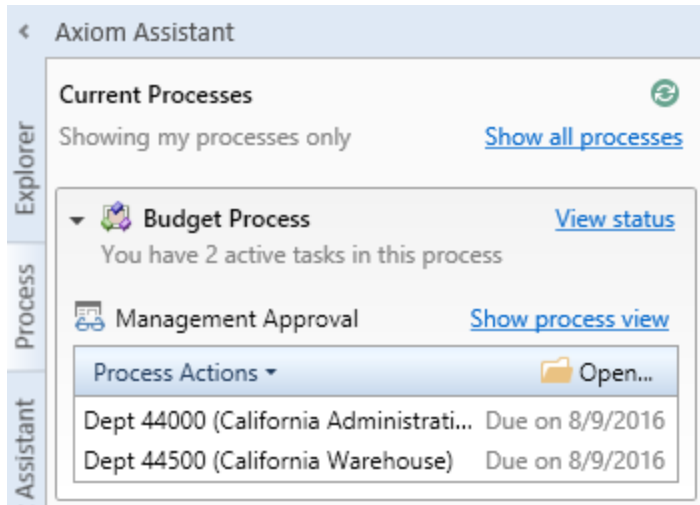 Axiom Assistant
Current Processes
Showing my processes only Show all processes
Explorer
Budget Process View status
You have 2 active tasks in this process
Process
Management Approval Show process view
Process Actions Open...
Assistant
Dept 44000 (California Administrati... Due on 8/9/2016
Dept 44500 (California Warehouse) Due on 8/9/2016